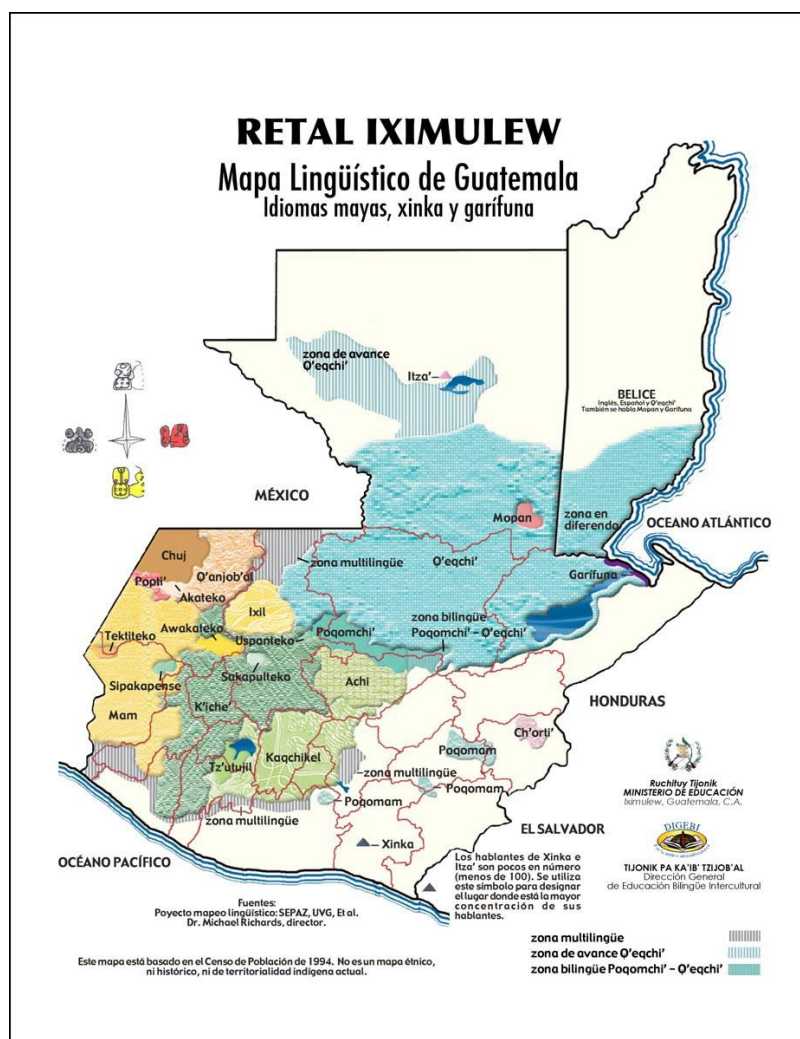 RETAL IXIMULEW
Mapa Lingüístico de Guatemala
Idiomas mayas, xinka y garífuna
zona de avance
Q'eqchi'
Itza'
BELICE
Inglés, Español y Q'eqchi'
También se habla Mopan y Garífuna
MÉXICO
Mopan
zona en
diferendo
OCEANO ATLÁNTICO
Chuj
Q'anjob'al
zona multilingüe
Q'eqchi'
Popti'
Akateko
Garífuna
Ixil
zona bilingüe
Poqomchi' - Q'eqchi'
Awakateko
Uspanteko
Poqomchi'
Tektiteko
Sakapulteko
Achi
Sipakapense
K'iche'
Mam
HONDURAS
Ch'orti'
Tz'utujil
Kaqchikel
Poqomam
zona multilingüe
Poqomam
Poqomam
zona multilingüe
Xinka
EL SALVADOR
OCÉANO PACÍFICO
Ruchituy Tijonik
MINISTERIO DE EDUCACIÓN
Iximulew, Guatemala, C.A.
DIGEBI
TIJONIK PA KA'IB' TZIJOB'AL
Dirección General
de Educación Bilingüe Intercultural
Los hablantes de Xinka e
Itza' son pocos en número
(menos de 100). Se utiliza
este símbolo para designar
el lugar donde está la mayor
concentración de sus
hablantes.
Fuentes:
Poyecto mapeo lingüístico: SEPAZ, UVG, Et al.
Dr. Michael Richards, director.
Este mapa está basado en el Censo de Población de 1994. No es un mapa étnico,
ni histórico, ni de territorialidad indígena actual.
zona multilingüe
zona de avance Q'eqchi'
zona bilingüe Poqomchi' - Q'eqchi'